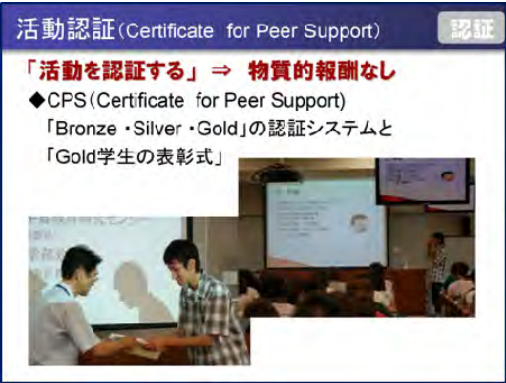 活動認証(Certificate for Peer Support)
認証
「活動を認証する」 ⇒ 物質的報酬なし
◆CPS(Certificate for Peer Support)
「Bronze・Silver・Gold」の認証システムと
「Gold学生の表彰式」